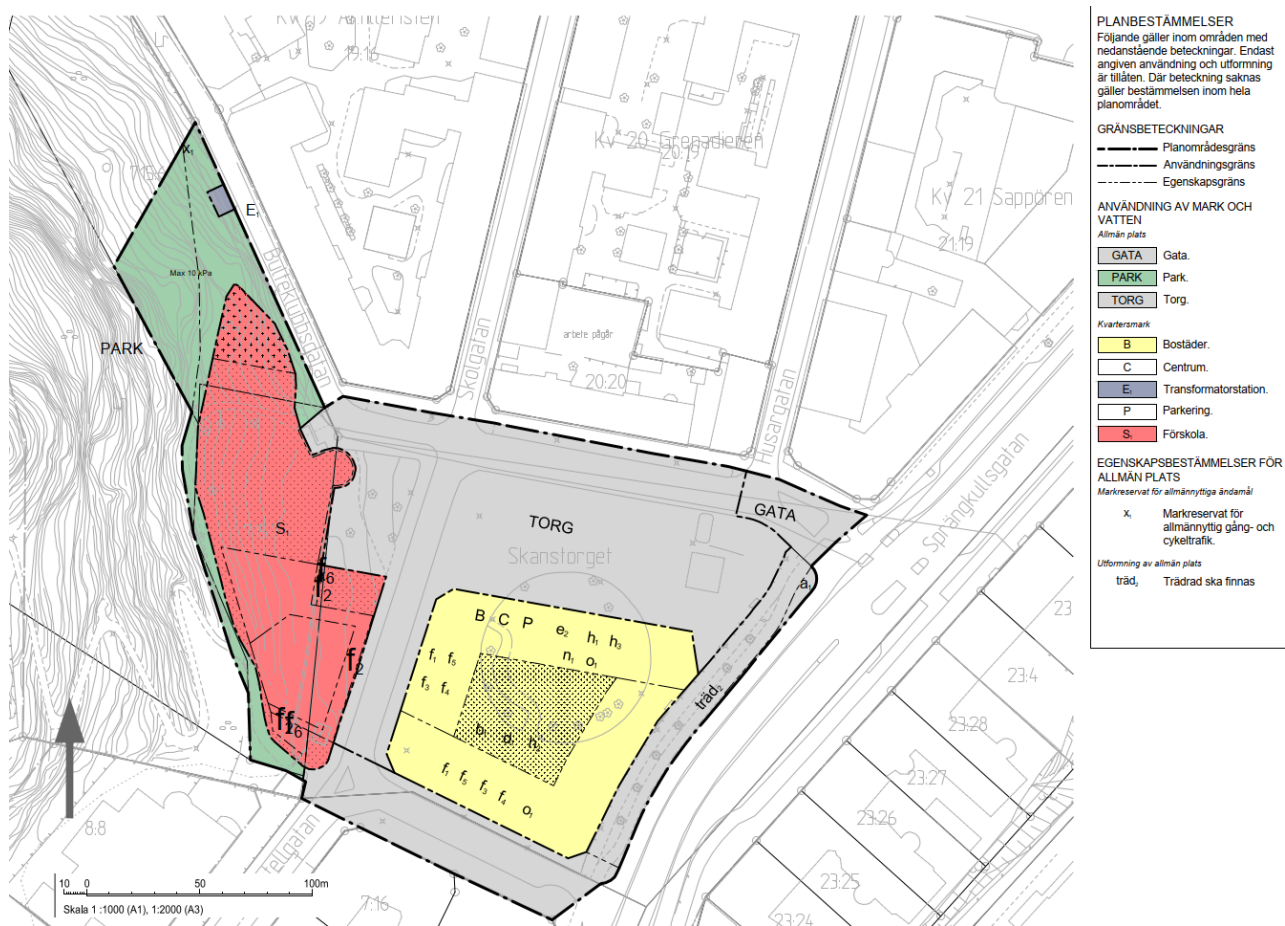 Kv 20 Grenadieren
20:19
19:16
Kv 21 Sappören
21:19
x₁
E₁
Max 10 kPa
PARK
Skolgatan
arbete pågår
20:20
Husargatan
Sprängkullsgatan
GATA
TORG
Skanstorget
S₁
a₁
23:4
23:28
23:27
23:26
23:25
23:24
B C P e₂ h₁ h₃
n₁ o₁
f₁ f₅
f₃ f₄
träd₂
f₂
f₁ f₅ f₃ f₄ o₁
8:8
7:16
10 0 50 100m
Skala 1 :1000 (A1), 1:2000 (A3)
PLANBESTÄMMELSER
Följande gäller inom områden med
nedanstående beteckningar. Endast
angiven användning och utformning
är tillåten. Där beteckning saknas
gäller bestämmelsen inom hela
planområdet.
GRÄNSBETECKNINGAR
Planområdesgräns
Användningsgräns
Egenskapsgräns
ANVÄNDNING AV MARK OCH
VATTEN
Allmän plats
GATA Gata.
PARK Park.
TORG Torg.
Kvartersmark
B Bostäder.
C Centrum.
E₁ Transformatorstation.
P Parkering.
S₁ Förskola.
EGENSKAPSBESTÄMMELSER FÖR
ALLMÄN PLATS
Markreservat för allmännyttiga ändamål
x₁ Markreservat för
allmännyttig gång- och
cykeltrafik.
Utformning av allmän plats
träd₂ Trädrad ska finnas